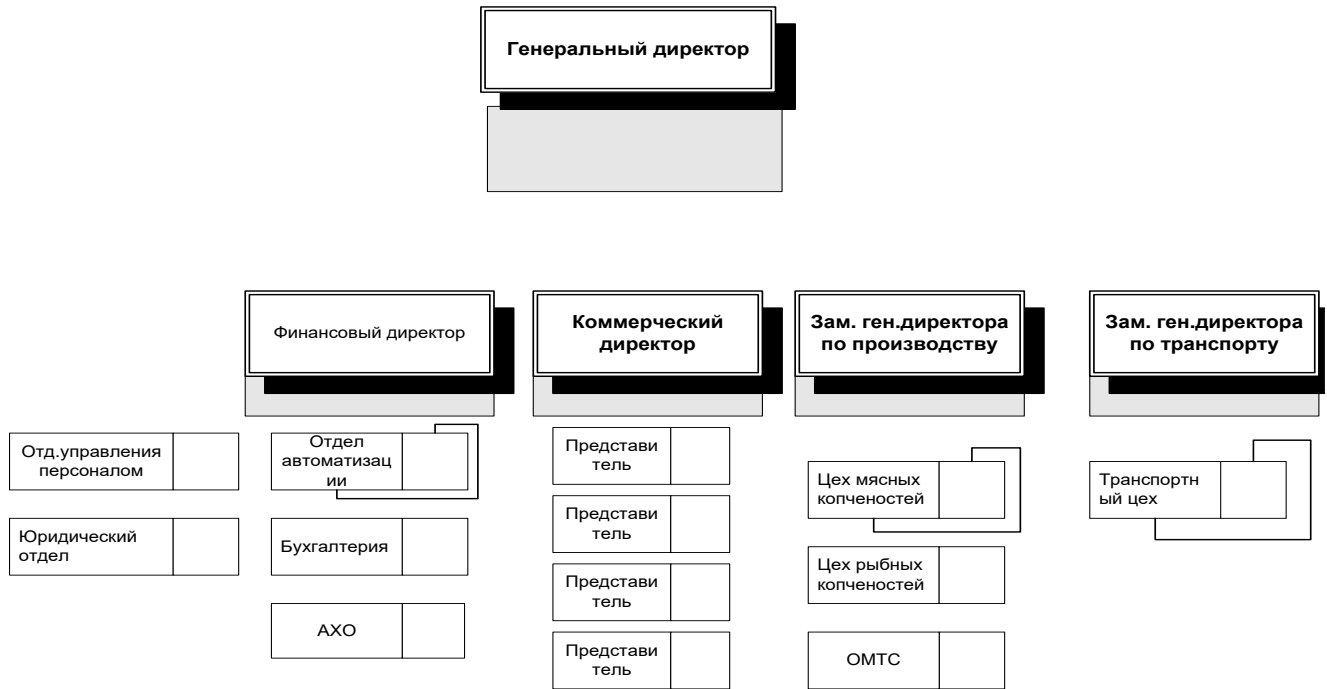 Генеральный директор
Финансовый директор
Коммерческий
директор
Зам. ген.директора
по производству
Зам. ген.директора
по транспорту
Отд.управления
персоналом
Юридический
отдел
Отдел
автоматизац
ии
Бухгалтерия
АХО
Представи
тель
Представи
тель
Представи
тель
Представи
тель
Цех мясных
копченостей
Цех рыбных
копченостей
ОМТС
Транспортн
ый цех